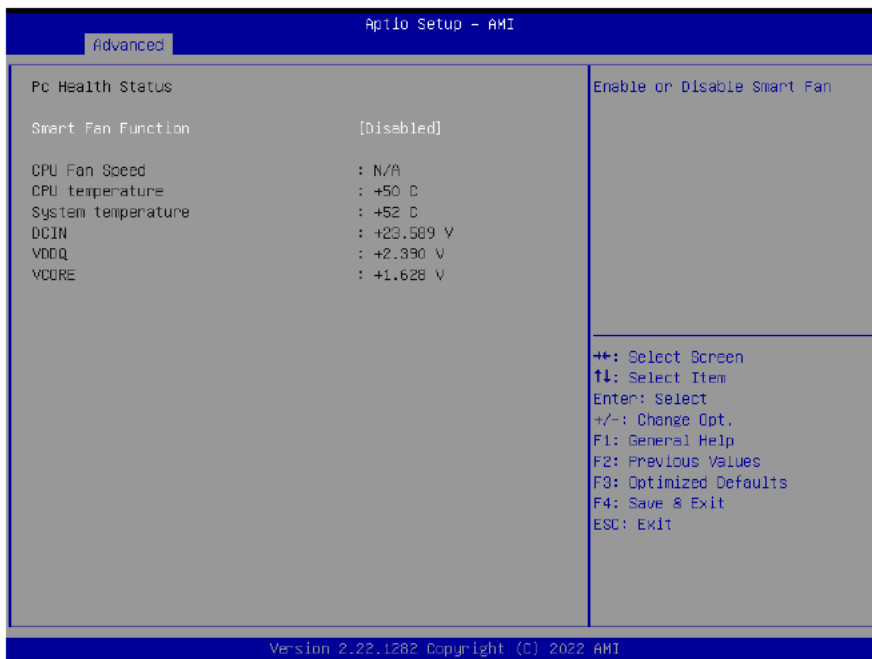 Aptio Setup – AMI
Advanced
Pc Health Status
Smart Fan Function [Disabled]
CPU Fan Speed : N/A
CPU temperature : +50 C
System temperature : +52 C
DCIN : +23.589 V
VDDQ : +2.390 V
VCORE : +1.628 V
Enable or Disable Smart Fan
→←: Select Screen
↑↓: Select Item
Enter: Select
+/-: Change Opt.
F1: General Help
F2: Previous Values
F3: Optimized Defaults
F4: Save & Exit
ESC: Exit
Version 2.22.1282 Copyright (C) 2022 AMI